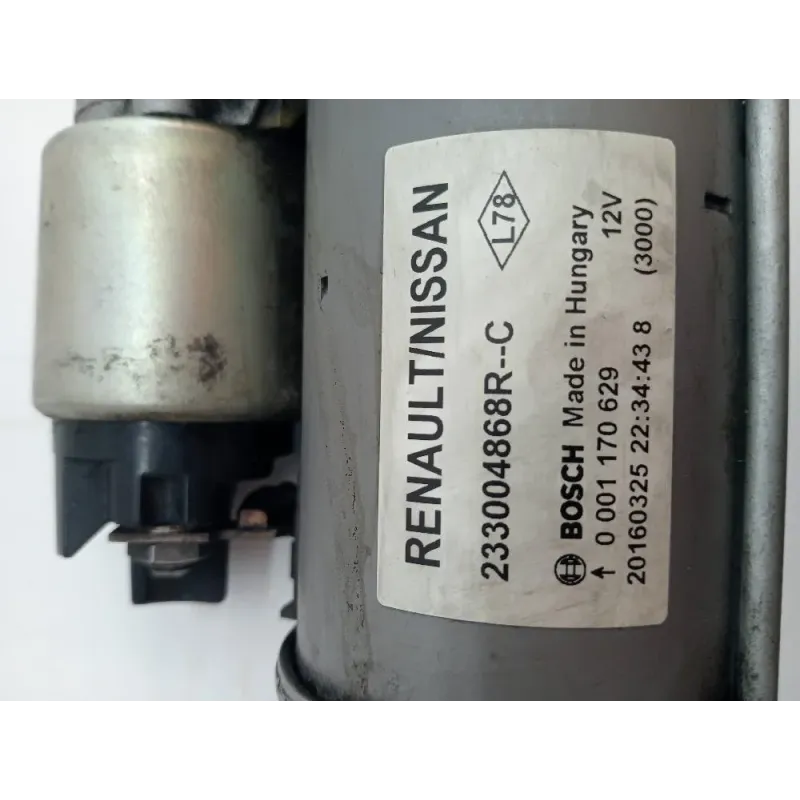 RENAULT/NISSAN
233004868R--C
L78
BOSCH Made in Hungary
12V
↑ 0 001 170 629
20160325 22:34:43 8
(3000)